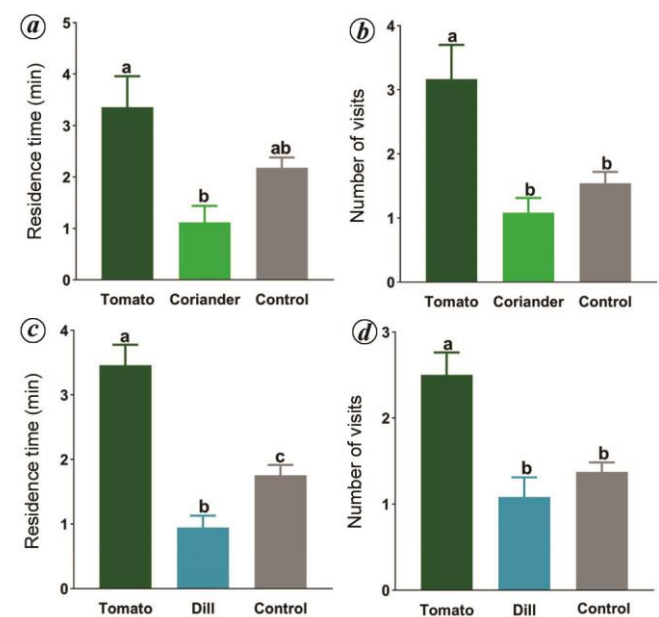 a
Residence time (min)
5
4
3
2
1
0
a
b
ab
Tomato Coriander Control
b
Number of visits
4
3
2
1
0
a
b
b
Tomato Coriander Control
c
Residence time (min)
4
3
2
1
0
a
b
c
Tomato Dill Control
d
Number of visits
3
2
1
0
a
b
b
Tomato Dill Control